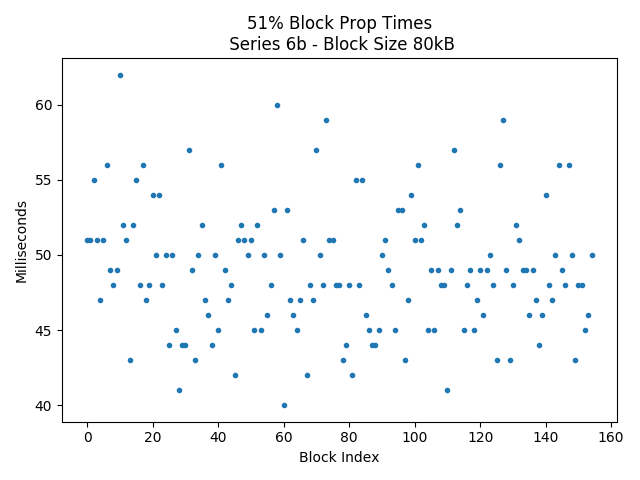 51% Block Prop Times
Series 6b - Block Size 80kB
60
55
50
45
40
Milliseconds
0 20 40 60 80 100 120 140 160
Block Index